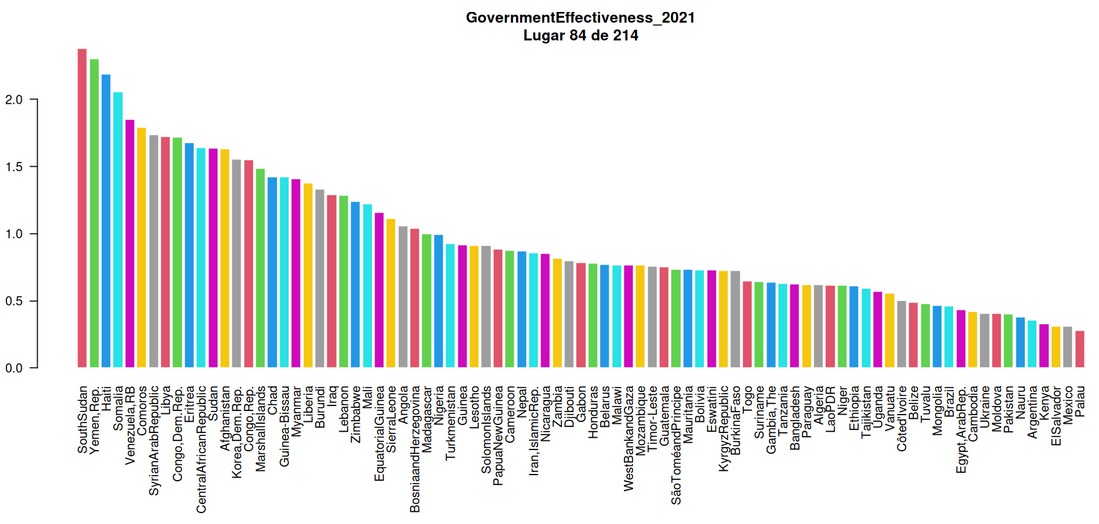 GovernmentEffectiveness_2021
Lugar 84 de 214
2.0
1.5
1.0
0.5
0.0
SouthSudan
Yemen,Rep.
Haiti
Somalia
Venezuela,RB
Comoros
SyrianArabRepublic
Libya
Congo,Dem.Rep.
Eritrea
CentralAfricanRepublic
Sudan
Afghanistan
Korea,Dem.Rep.
Congo,Rep.
MarshallIslands
Chad
Guinea-Bissau
Myanmar
Liberia
Burundi
Iraq
Lebanon
Zimbabwe
Mali
EquatorialGuinea
SierraLeone
Angola
BosniaandHerzegovina
Madagascar
Nigeria
Turkmenistan
Guinea
Lesotho
SolomonIslands
PapuaNewGuinea
Cameroon
Nepal
Iran,IslamicRep.
Nicaragua
Zambia
Djibouti
Gabon
Honduras
Belarus
Malawi
WestBankandGaza
Mozambique
Timor-Leste
Guatemala
SãoToméandPrincipe
Mauritania
Bolivia
Eswatini
KyrgyzRepublic
BurkinaFaso
Togo
Suriname
Gambia,The
Tanzania
Bangladesh
Paraguay
Algeria
LaoPDR
Niger
Ethiopia
Tajikistan
Uganda
Vanuatu
Côted'Ivoire
Belize
Tuvalu
Mongolia
Brazil
Egypt,ArabRep.
Cambodia
Ukraine
Moldova
Pakistan
Nauru
Argentina
Kenya
ElSalvador
Mexico
Palau